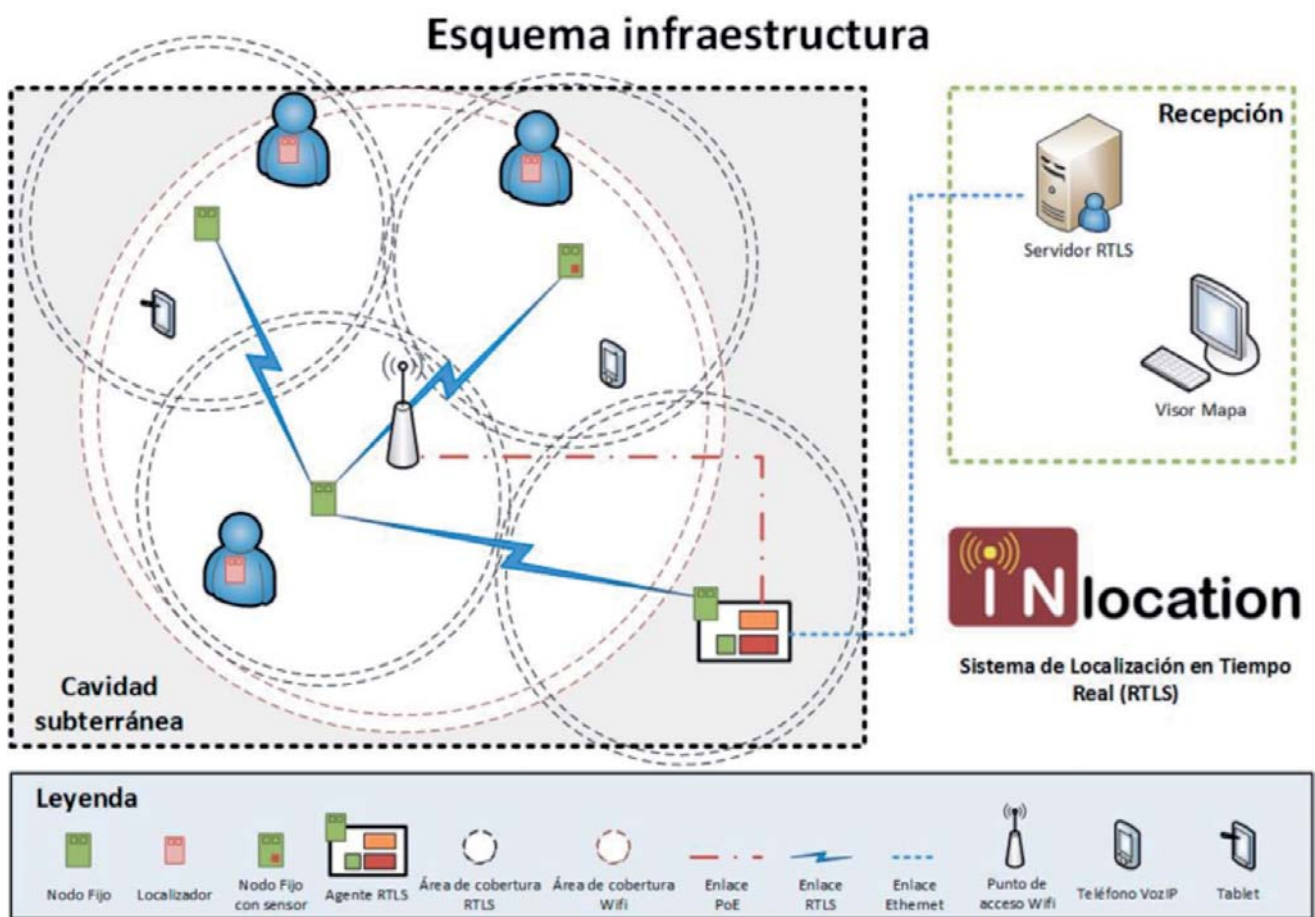 Esquema infraestructura
Recepción
Servidor RTLS
Visor Mapa
iN location
Sistema de Localización en Tiempo
Real (RTLS)
Cavidad
subterránea
Leyenda
Nodo Fijo
Localizador
Nodo Fijo
con sensor
Agente RTLS
Área de cobertura
RTLS
Área de cobertura
Wifi
Enlace
PoE
Enlace
RTLS
Enlace
Ethernet
Punto de
acceso Wifi
Teléfono VozIP
Tablet